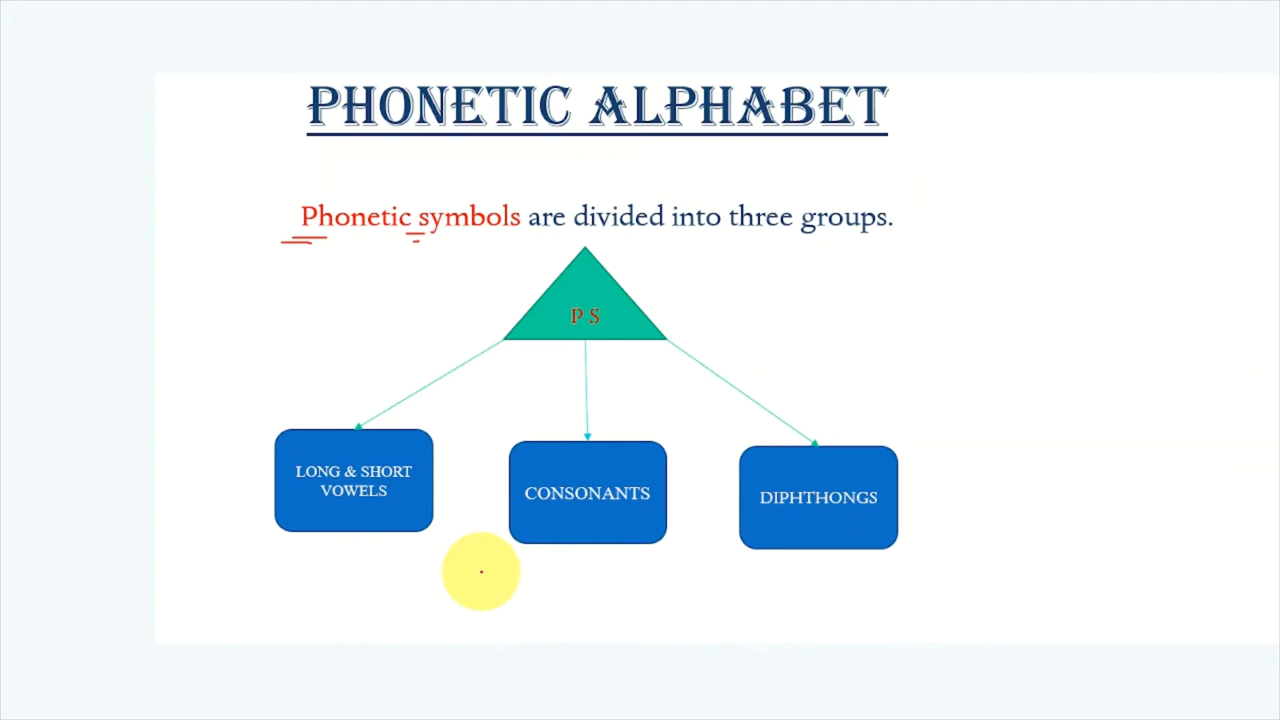 PHONETIC ALPHABET
Phonetic symbols are divided into three groups.
P S
LONG & SHORT
VOWELS
CONSONANTS
DIPHTHONGS